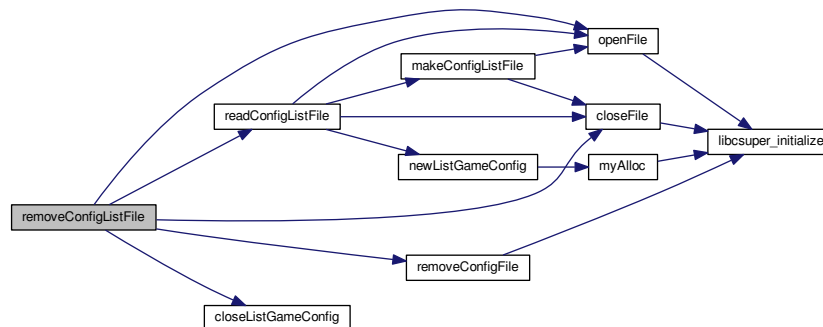 openFile
makeConfigListFile
readConfigListFile
closeFile
libcsuper_initialize
newListGameConfig
myAlloc
removeConfigListFile
removeConfigFile
closeListGameConfig